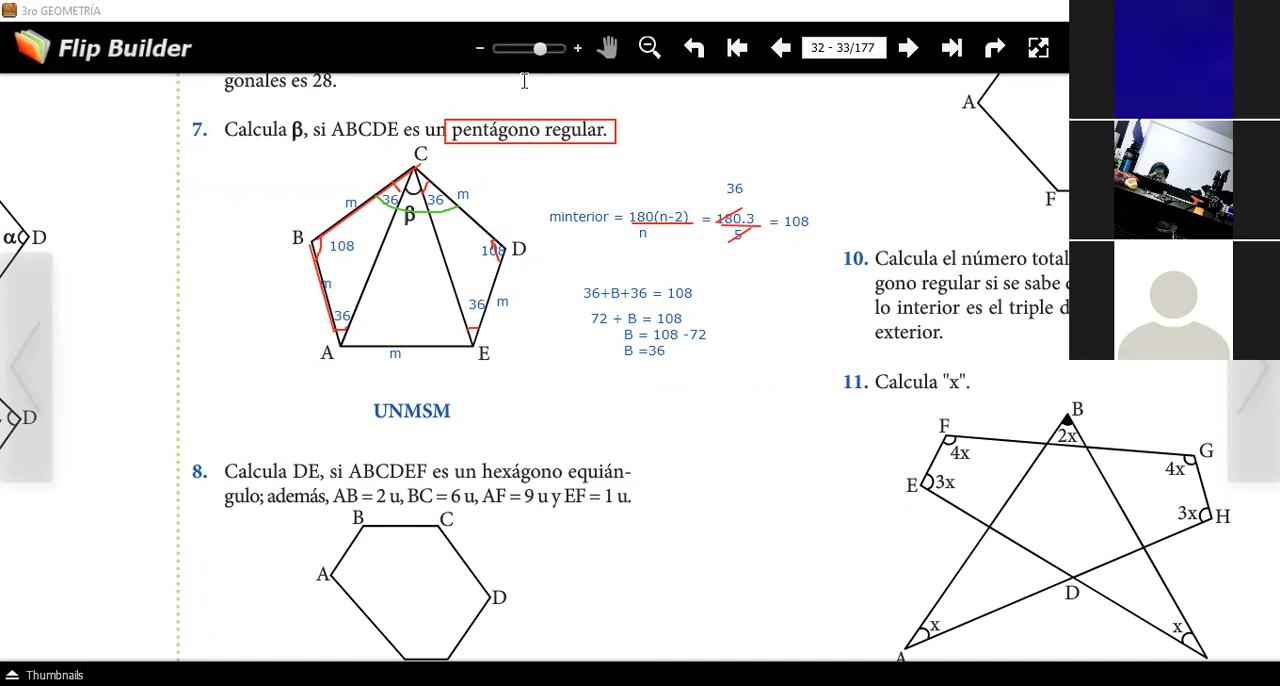 3ro GEOMETRÍA
Flip Builder
32 - 33/177
gonales es 28.
7. Calcula β, si ABCDE es un pentágono regular.
C
m
36
36
m
β
B
108
108
D
m
36
36
m
A
m
E
36
minterior = 180(n-2) = 180.3 = 108
n
5
36+B+36 = 108
72 + B = 108
B = 108 -72
B =36
UNMSM
8. Calcula DE, si ABCDEF es un hexágono equián-
gulo; además, AB = 2 u, BC = 6 u, AF = 9 u y EF = 1 u.
B
C
A
D
α
D
D
A
F
10. Calcula el número total
gono regular si se sabe
lo interior es el triple d
exterior.
11. Calcula "x".
B
2x
F
4x
G
4x
E
3x
3x
H
D
x
x
A
Thumbnails